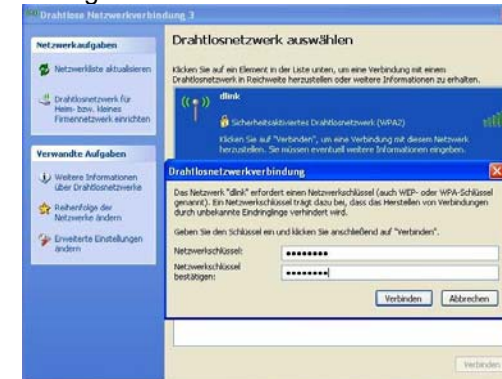 Drahtlose Netzwerkverbindung 3
Netzwerkaufgaben
Netzwerkliste aktualisieren
Drahtlosnetzwerk für
Heim- bzw. kleines
Firmennetzwerk einrichten
Verwandte Aufgaben
Weitere Informationen
über Drahtlosnetzwerke
Reihenfolge der
Netzwerke ändern
Erweiterte Einstellungen
ändern
Drahtlosnetzwerk auswählen
Klicken Sie auf ein Element in der Liste unten, um eine Verbindung mit einem
Drahtlosnetzwerk in Reichweite herzustellen oder weitere Informationen zu erhalten.
dlink
Sicherheitsaktiviertes Drahtlosnetzwerk (WPA2)
Klicken Sie auf "Verbinden", um eine Verbindung mit diesem Netzwerk
herzustellen. Sie müssen eventuell weitere Informationen eingeben.
Drahtlosnetzwerkverbindung
Das Netzwerk "dlink" erfordert einen Netzwerkschlüssel (auch WEP- oder WPA-Schlüssel
genannt). Ein Netzwerkschlüssel trägt dazu bei, dass das Herstellen von Verbindungen
durch unbekannte Eindringlinge verhindert wird.
Geben Sie den Schlüssel ein und klicken Sie anschließend auf "Verbinden".
Netzwerkschlüssel:
Netzwerkschlüssel
bestätigen:
Verbinden
Abbrechen
Verbinden